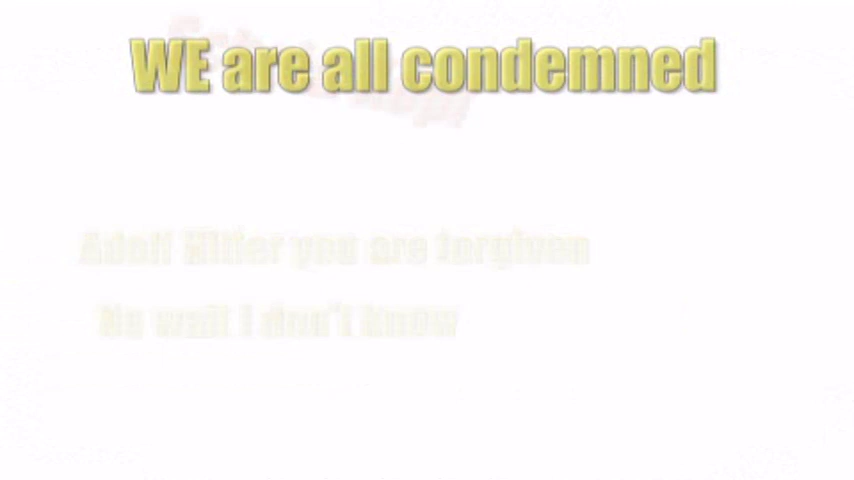 WE are all condemned
Adolf Hitler you are forgiven
No wait I don't know